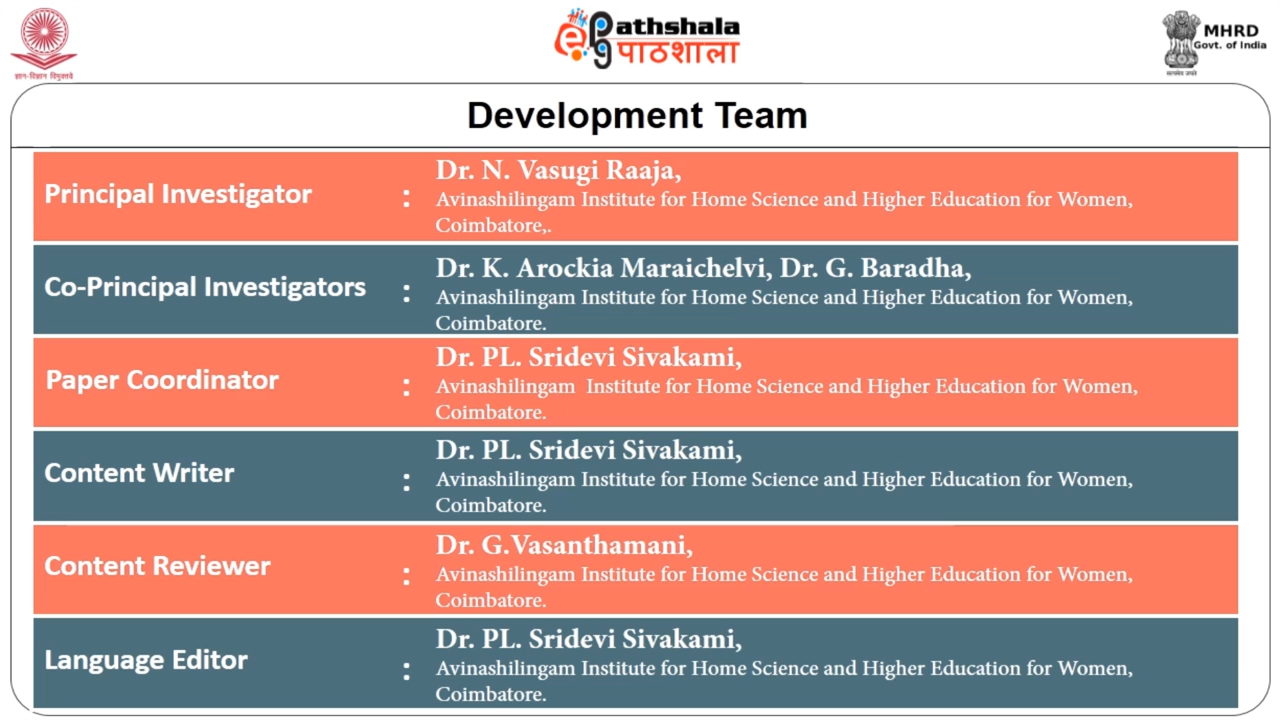 ज्ञान-विज्ञान विमुक्तये
ePathshala
पाठशाला
MHRD
Govt. of India
सत्यमेव जयते
Development Team
Principal Investigator :
Dr. N. Vasugi Raaja,
Avinashilingam Institute for Home Science and Higher Education for Women,
Coimbatore,.
Co-Principal Investigators :
Dr. K. Arockia Maraichelvi, Dr. G. Baradha,
Avinashilingam Institute for Home Science and Higher Education for Women,
Coimbatore.
Paper Coordinator :
Dr. PL. Sridevi Sivakami,
Avinashilingam Institute for Home Science and Higher Education for Women,
Coimbatore.
Content Writer :
Dr. PL. Sridevi Sivakami,
Avinashilingam Institute for Home Science and Higher Education for Women,
Coimbatore.
Content Reviewer :
Dr. G.Vasanthamani,
Avinashilingam Institute for Home Science and Higher Education for Women,
Coimbatore.
Language Editor :
Dr. PL. Sridevi Sivakami,
Avinashilingam Institute for Home Science and Higher Education for Women,
Coimbatore.